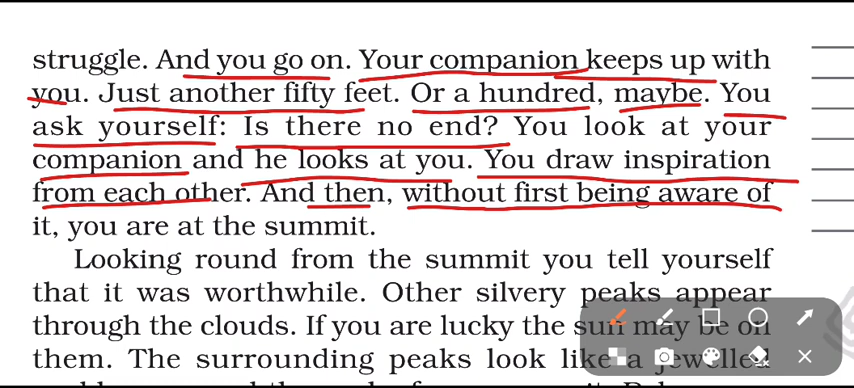 struggle. And you go on. Your companion keeps up with
you. Just another fifty feet. Or a hundred, maybe. You
ask yourself: Is there no end? You look at your
companion and he looks at you. You draw inspiration
from each other. And then, without first being aware of
it, you are at the summit.
Looking round from the summit you tell yourself
that it was worthwhile. Other silvery peaks appear
through the clouds. If you are lucky the sun may be on
them. The surrounding peaks look like a jewelled